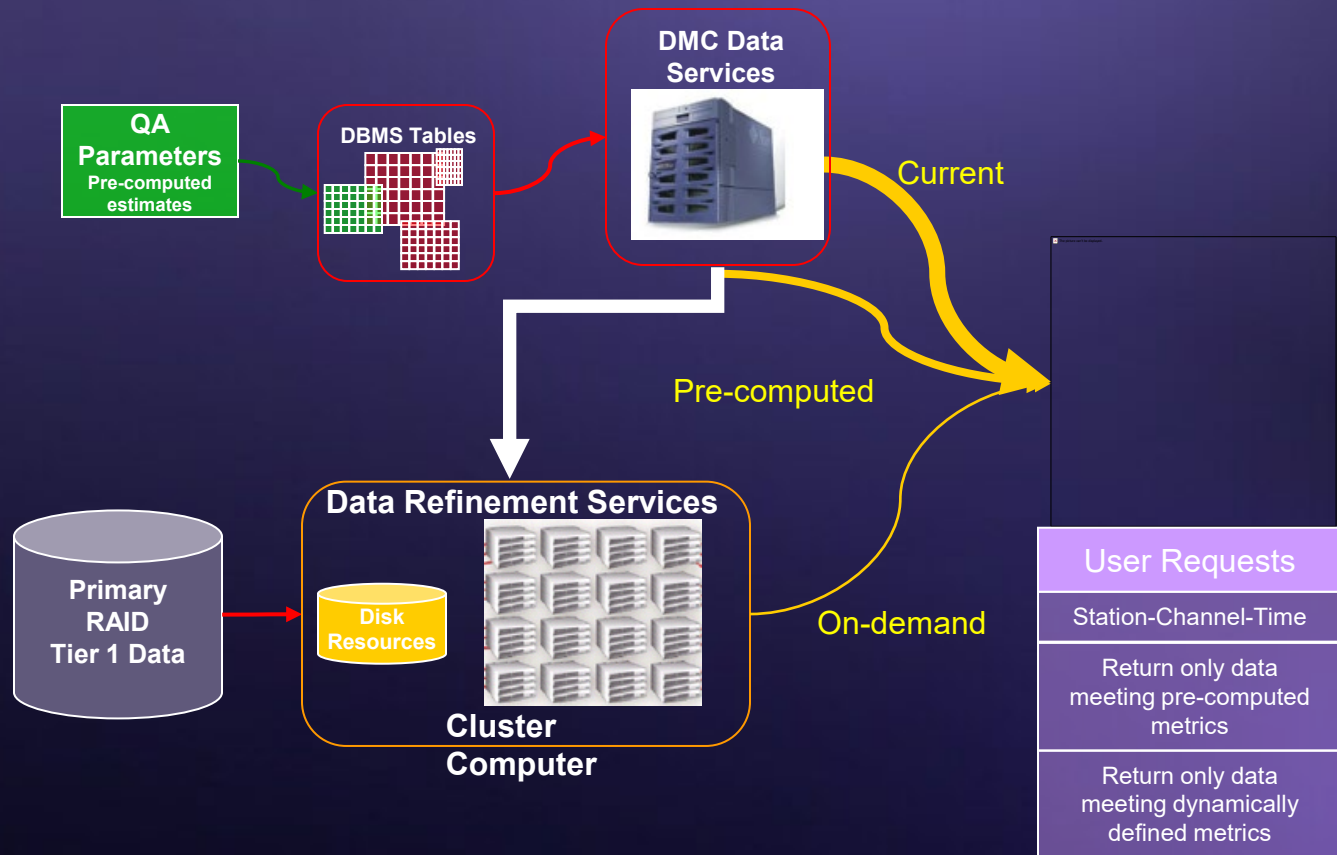 DMC Data
Services
QA
Parameters
Pre-computed
estimates
DBMS Tables
Current
Pre-computed
Data Refinement Services
Primary
RAID
Tier 1 Data
Disk
Resources
On-demand
Cluster
Computer
User Requests
Station-Channel-Time
Return only data
meeting pre-computed
metrics
Return only data
meeting dynamically
defined metrics